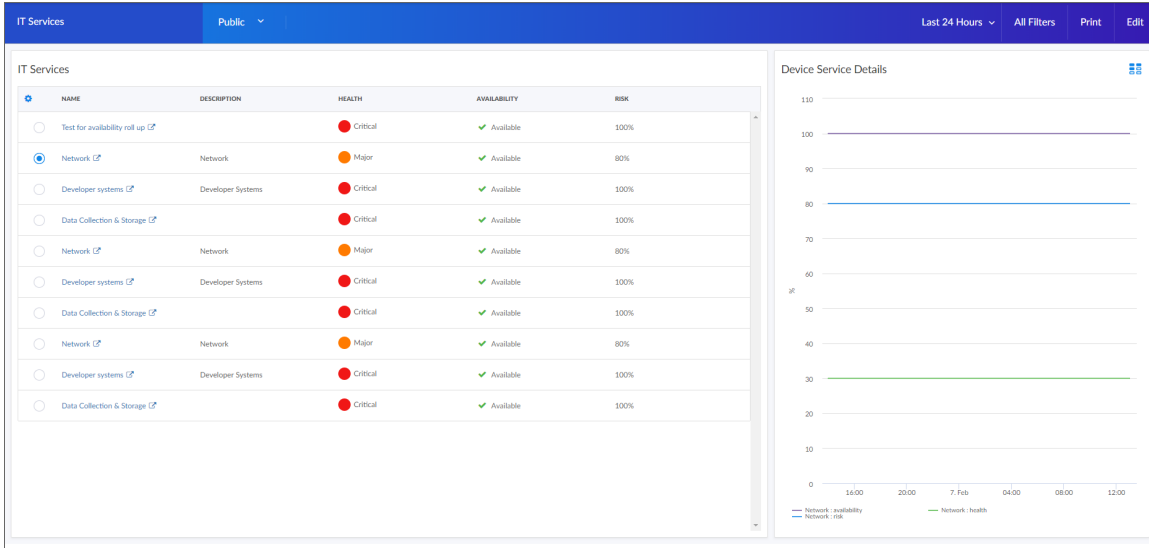 IT Services
Public
Last 24 Hours
All Filters
Print
Edit
IT Services
NAME DESCRIPTION HEALTH AVAILABILITY RISK
Test for availability roll up Critical Available 100%
Network Network Major Available 80%
Developer systems Developer Systems Critical Available 100%
Data Collection & Storage Critical Available 100%
Network Network Major Available 80%
Developer systems Developer Systems Critical Available 100%
Data Collection & Storage Critical Available 100%
Network Network Major Available 80%
Developer systems Developer Systems Critical Available 100%
Data Collection & Storage Critical Available 100%
Device Service Details
110
100
90
80
70
60
%
50
40
30
20
10
0
16:00 20:00 7. Feb 04:00 08:00 12:00
Network : availability Network : health
Network : risk